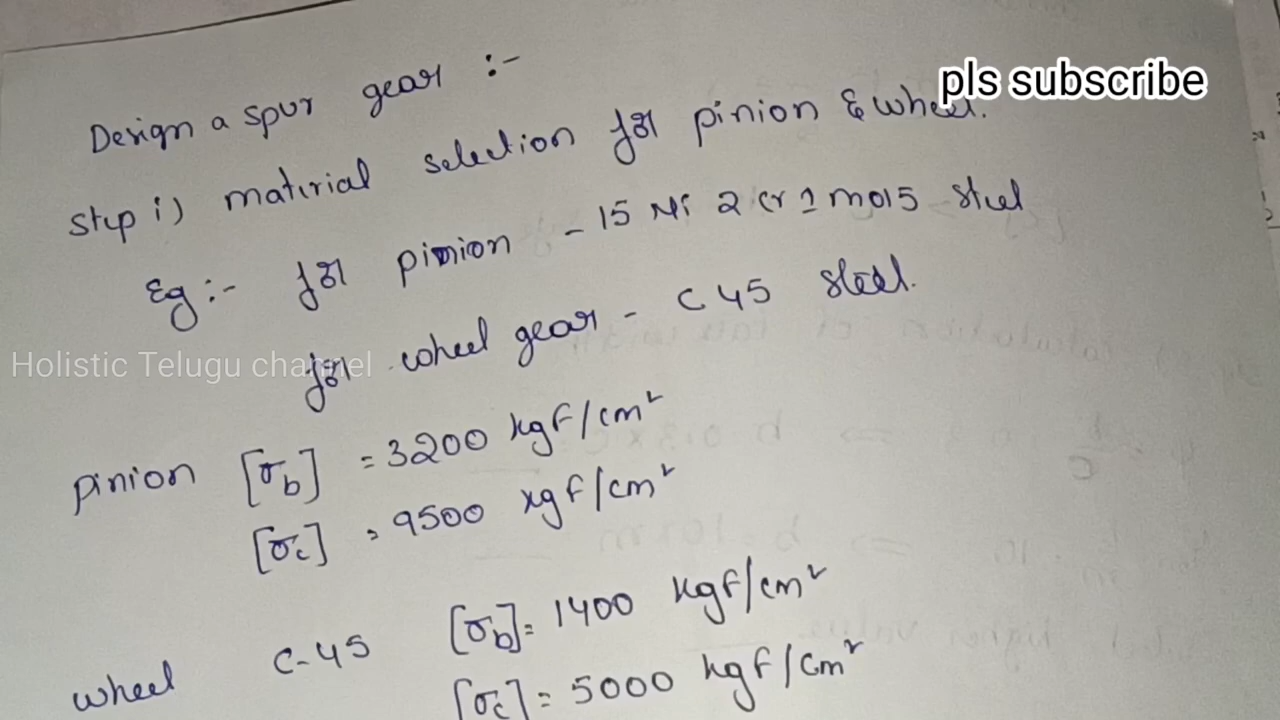 pls subscribe
Design a spur gear :-
step i) material selection for pinion & wheel.
Eg :- for pinion - 15 Ni 2 Cr 1 Mo15 steel
for wheel gear - C 45 steel.
Holistic Telugu channel
pinion [σb] = 3200 kgf/cm²
[σc] = 9500 kgf/cm²
wheel C-45 [σb] = 1400 kgf/cm²
[σc] = 5000 kgf/cm²